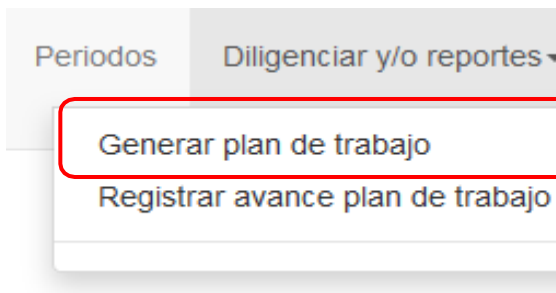 Periodos Diligenciar y/o reportes
Generar plan de trabajo
Registrar avance plan de trabajo